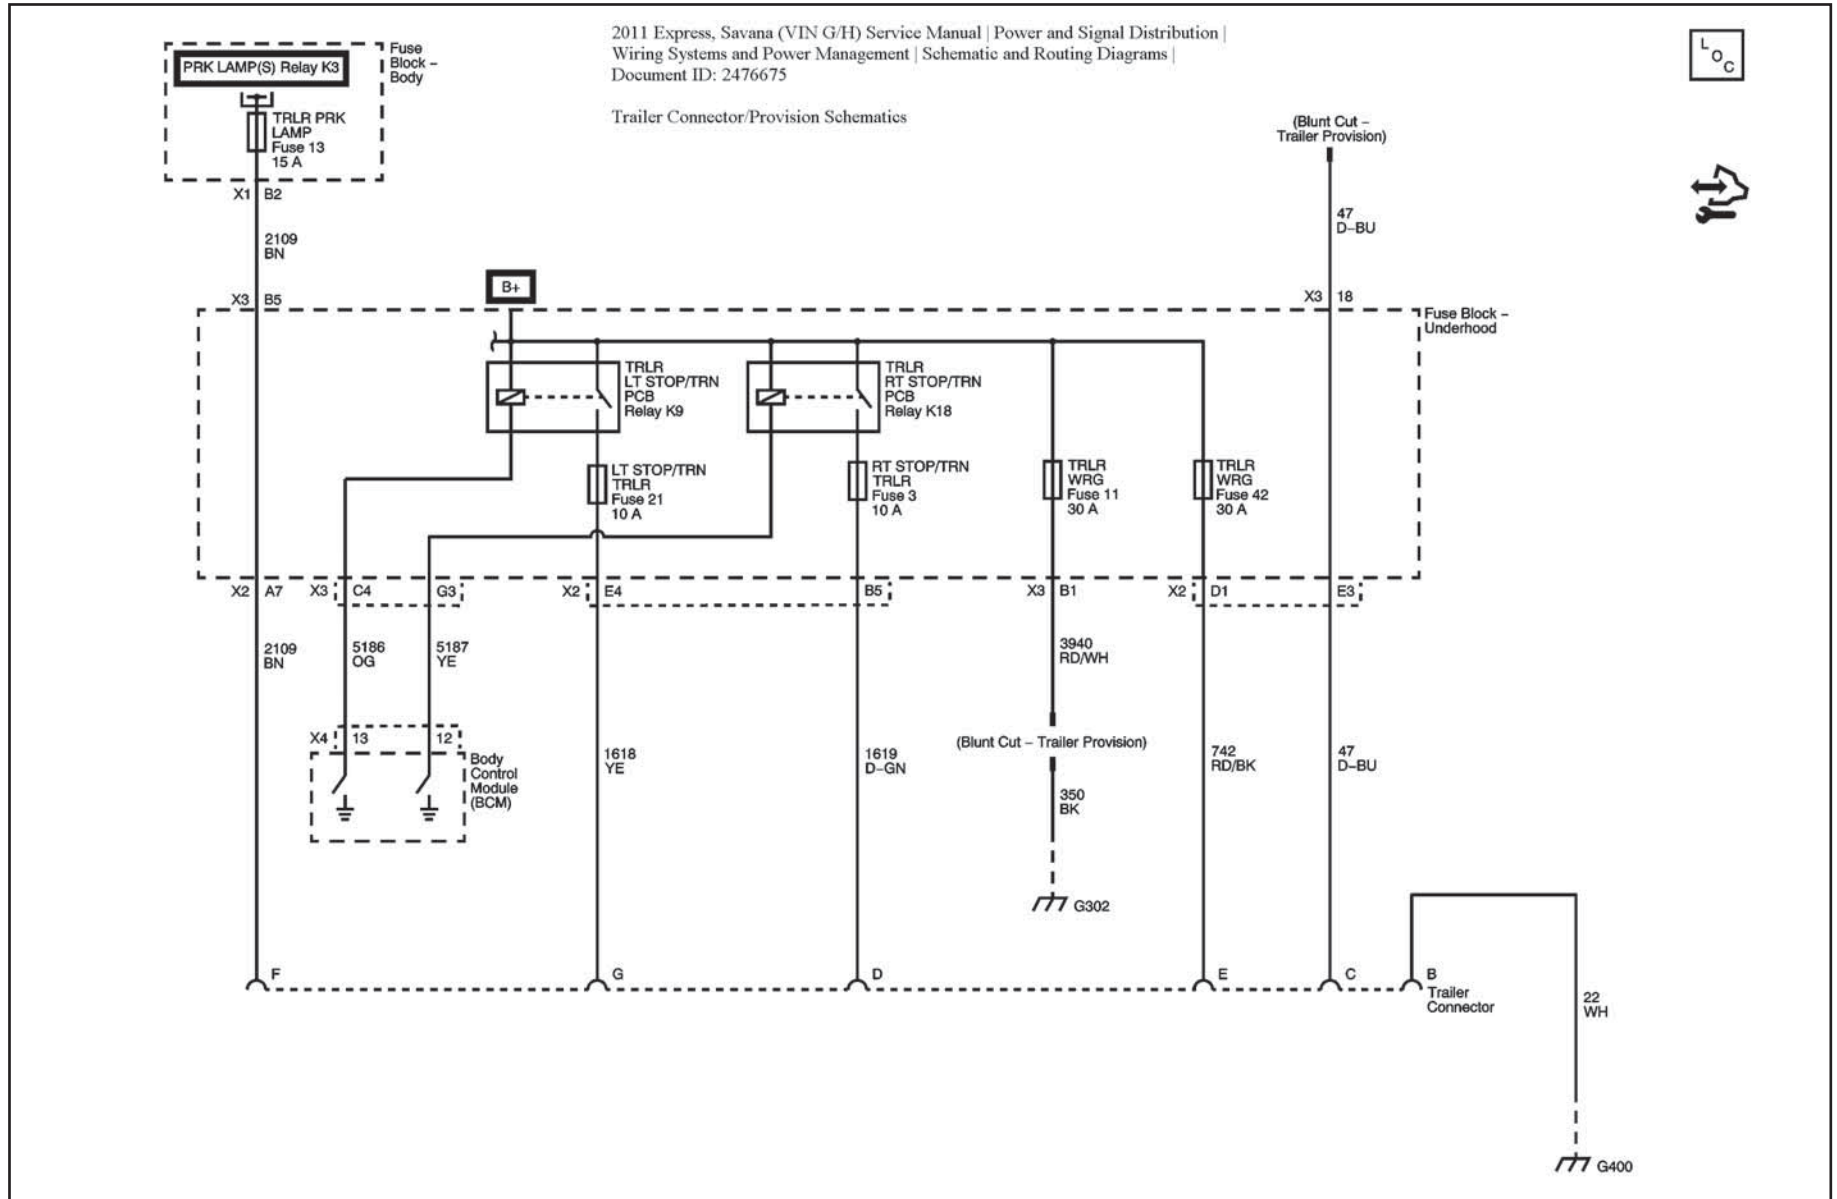 2011 Express, Savana (VIN G/H) Service Manual | Power and Signal Distribution |
Wiring Systems and Power Management | Schematic and Routing Diagrams |
Document ID: 2476675
Trailer Connector/Provision Schematics
L
O
C
PRK LAMP(S) Relay K3
Fuse
Block –
Body
TRLR PRK
LAMP
Fuse 13
15 A
X1 B2
2109
BN
X3 B5
B+
(Blunt Cut –
Trailer Provision)
47
D–BU
X3 18
Fuse Block –
Underhood
TRLR
LT STOP/TRN
PCB
Relay K9
TRLR
RT STOP/TRN
PCB
Relay K18
LT STOP/TRN
TRLR
Fuse 21
10 A
RT STOP/TRN
TRLR
Fuse 3
10 A
TRLR
WRG
Fuse 11
30 A
TRLR
WRG
Fuse 42
30 A
X2 A7 X3 C4 G3 X2 E4 B5 X3 B1 X2 D1 E3
2109
BN
5186
OG
5187
YE
3940
RD/WH
X4 13 12
Body
Control
Module
(BCM)
1618
YE
1619
D–GN
(Blunt Cut – Trailer Provision)
350
BK
742
RD/BK
47
D–BU
G302
F G D E C B
Trailer
Connector
22
WH
G400